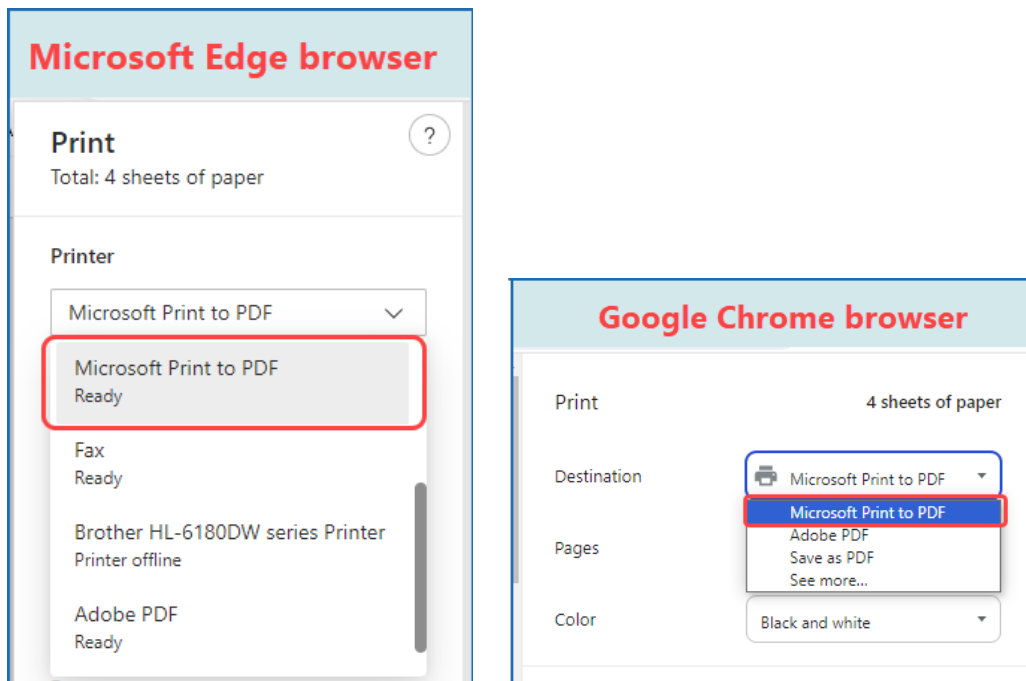 Microsoft Edge browser
Print
?
Total: 4 sheets of paper
Printer
Microsoft Print to PDF
Microsoft Print to PDF
Ready
Fax
Ready
Brother HL-6180DW series Printer
Printer offline
Adobe PDF
Ready
Google Chrome browser
Print 4 sheets of paper
Destination Microsoft Print to PDF
Microsoft Print to PDF
Adobe PDF
Pages
Save as PDF
See more...
Color Black and white